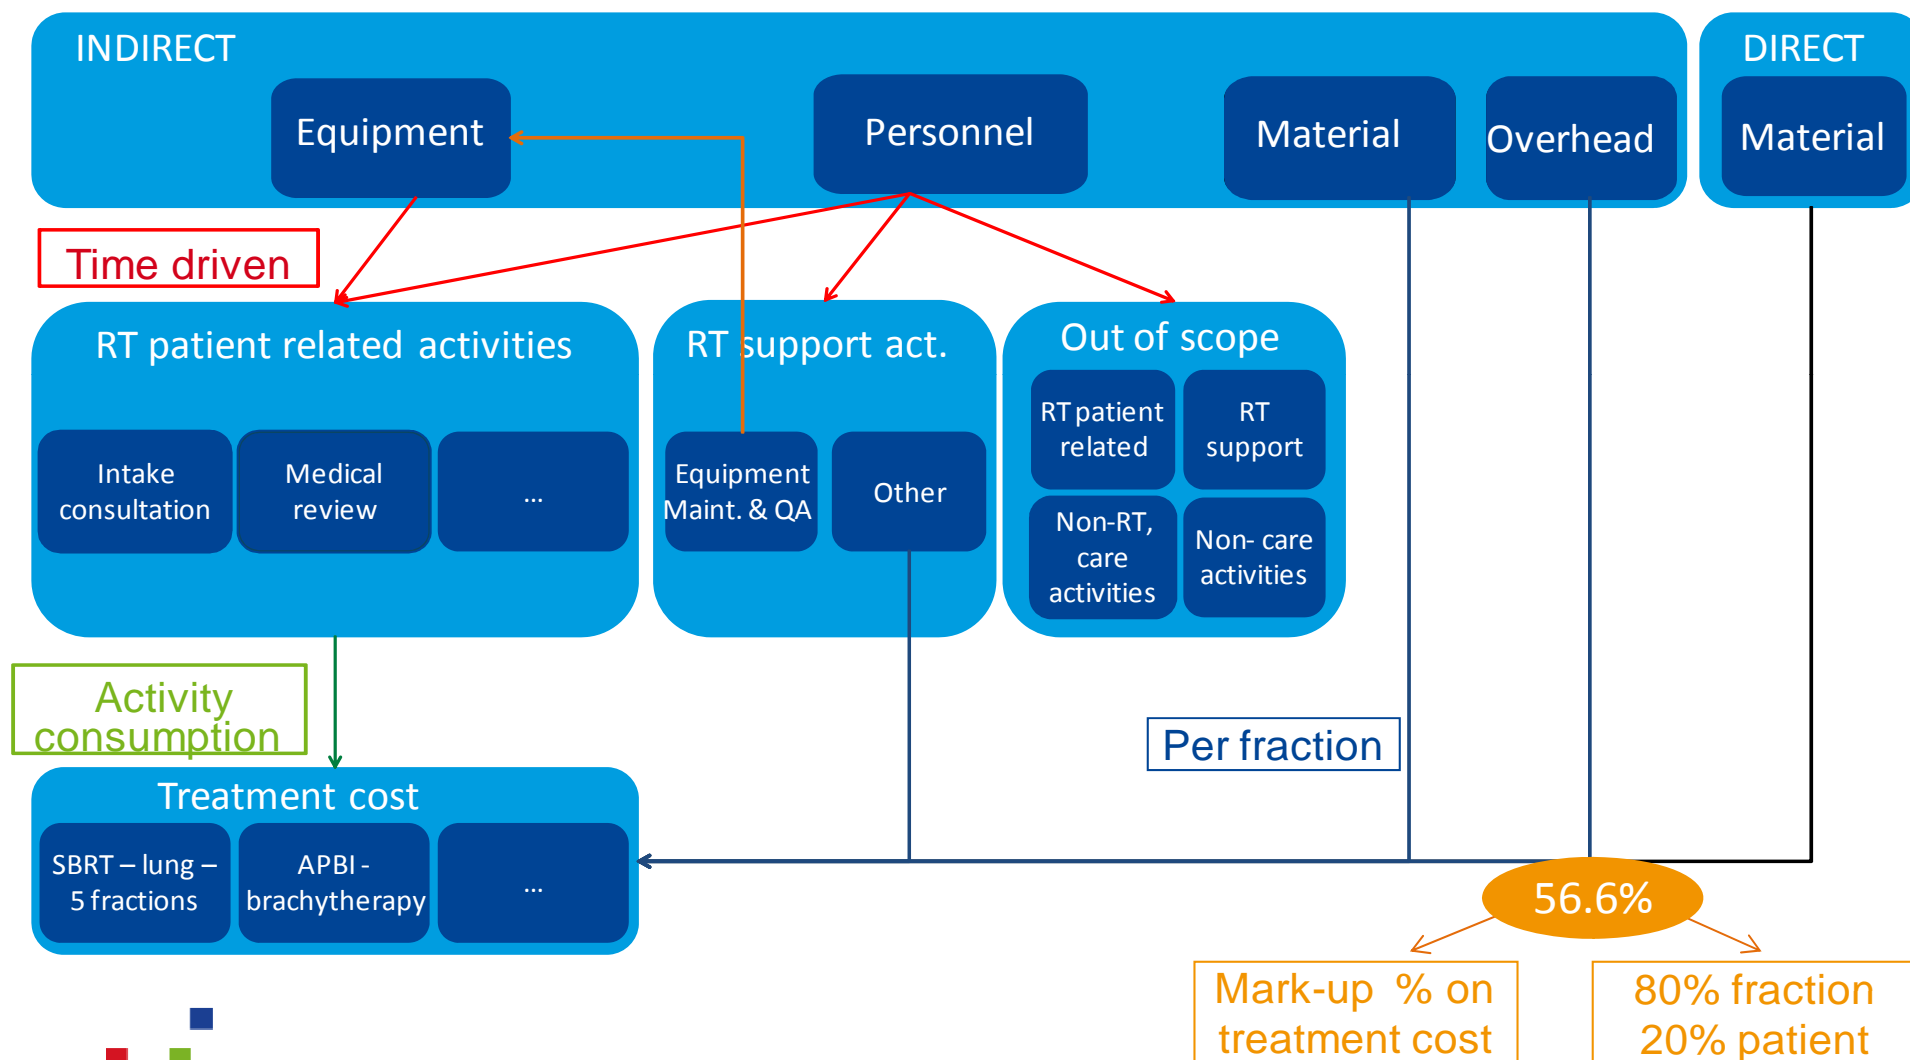 INDIRECT
DIRECT
Equipment
Personnel
Material
Overhead
Material
Time driven
RT patient related activities
RT support act.
Out of scope
Intake
consultation
Medical
review
...
Equipment
Maint. & QA
Other
RT patient
related
RT
support
Non-RT,
care
activities
Non- care
activities
Activity
consumption
Per fraction
Treatment cost
SBRT – lung –
5 fractions
APBI -
brachytherapy
...
56.6%
Mark-up % on
treatment cost
80% fraction
20% patient